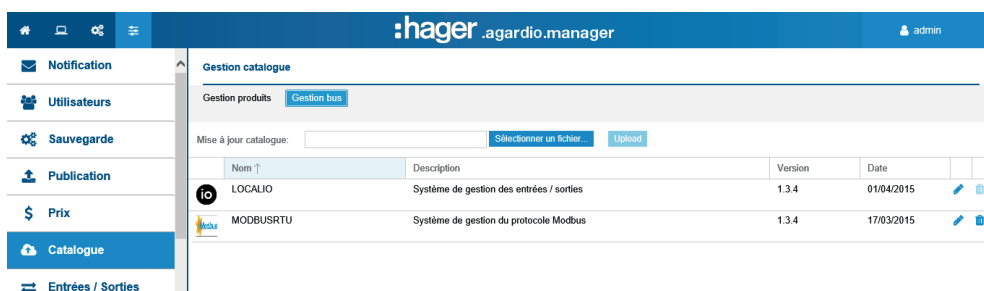 :hager .agardio.manager
admin
Notification
Utilisateurs
Sauvegarde
Publication
Prix
Catalogue
Entrées / Sorties
Gestion catalogue
Gestion produits Gestion bus
Mise à jour catalogue: Sélectionner un fichier... Upload
Nom ↑ Description Version Date
io LOCALIO Système de gestion des entrées / sorties 1.3.4 01/04/2015
Modbus MODBUSRTU Système de gestion du protocole Modbus 1.3.4 17/03/2015